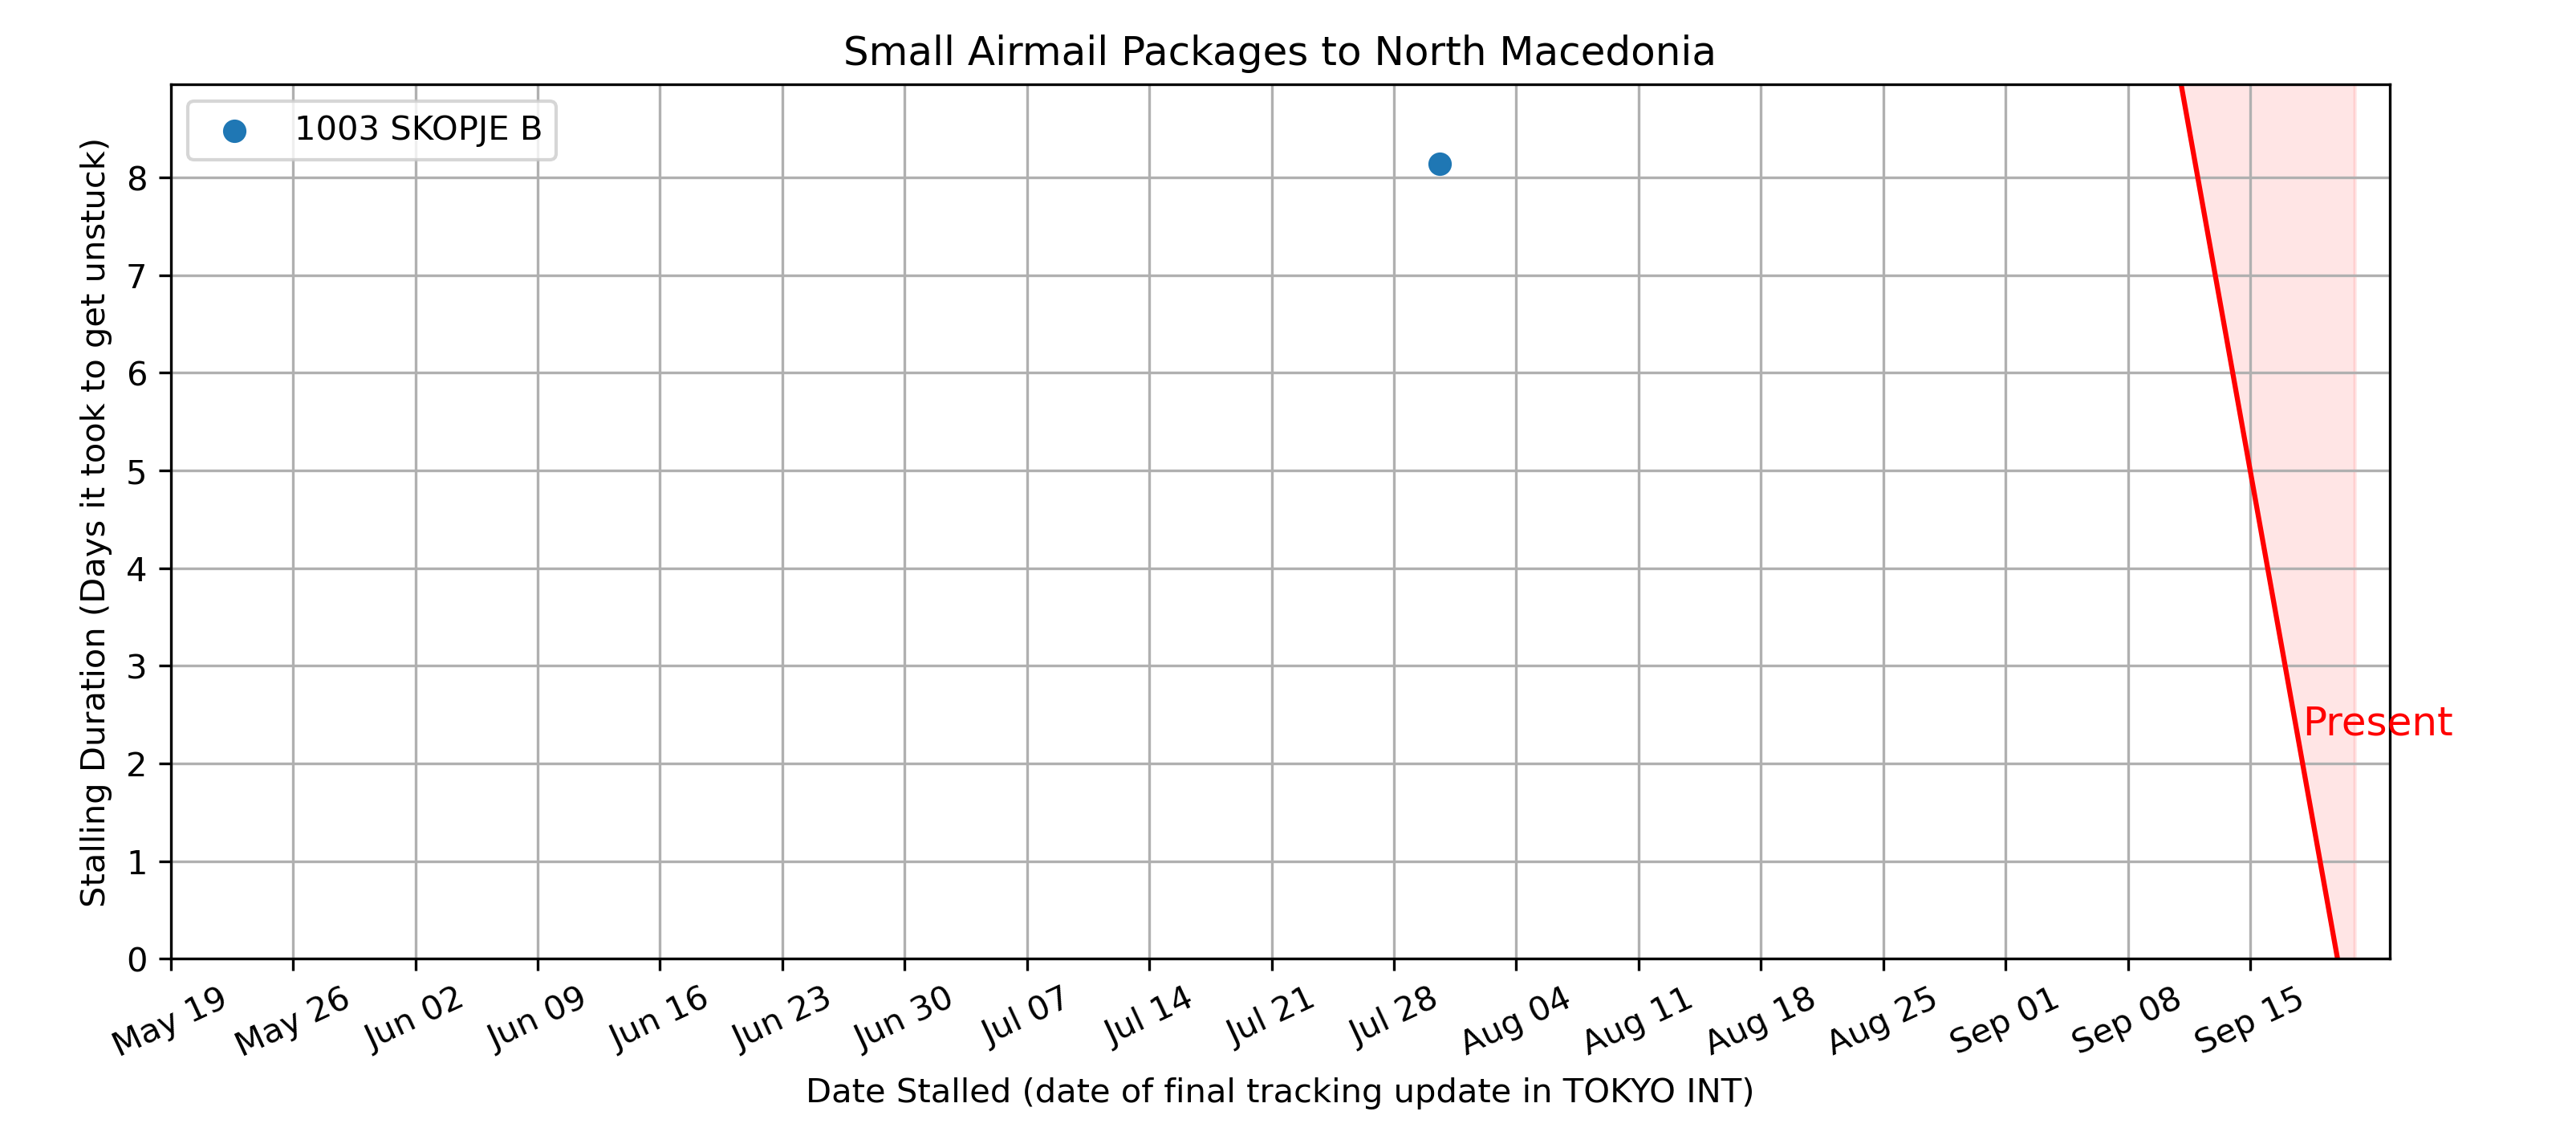 Small Airmail Packages to North Macedonia
1003 SKOPJE B
Stalling Duration (Days it took to get unstuck)
8
7
6
5
4
3
2
1
0
Present
May 19
May 26
Jun 02
Jun 09
Jun 16
Jun 23
Jun 30
Jul 07
Jul 14
Jul 21
Jul 28
Aug 04
Aug 11
Aug 18
Aug 25
Sep 01
Sep 08
Sep 15
Date Stalled (date of final tracking update in TOKYO INT)